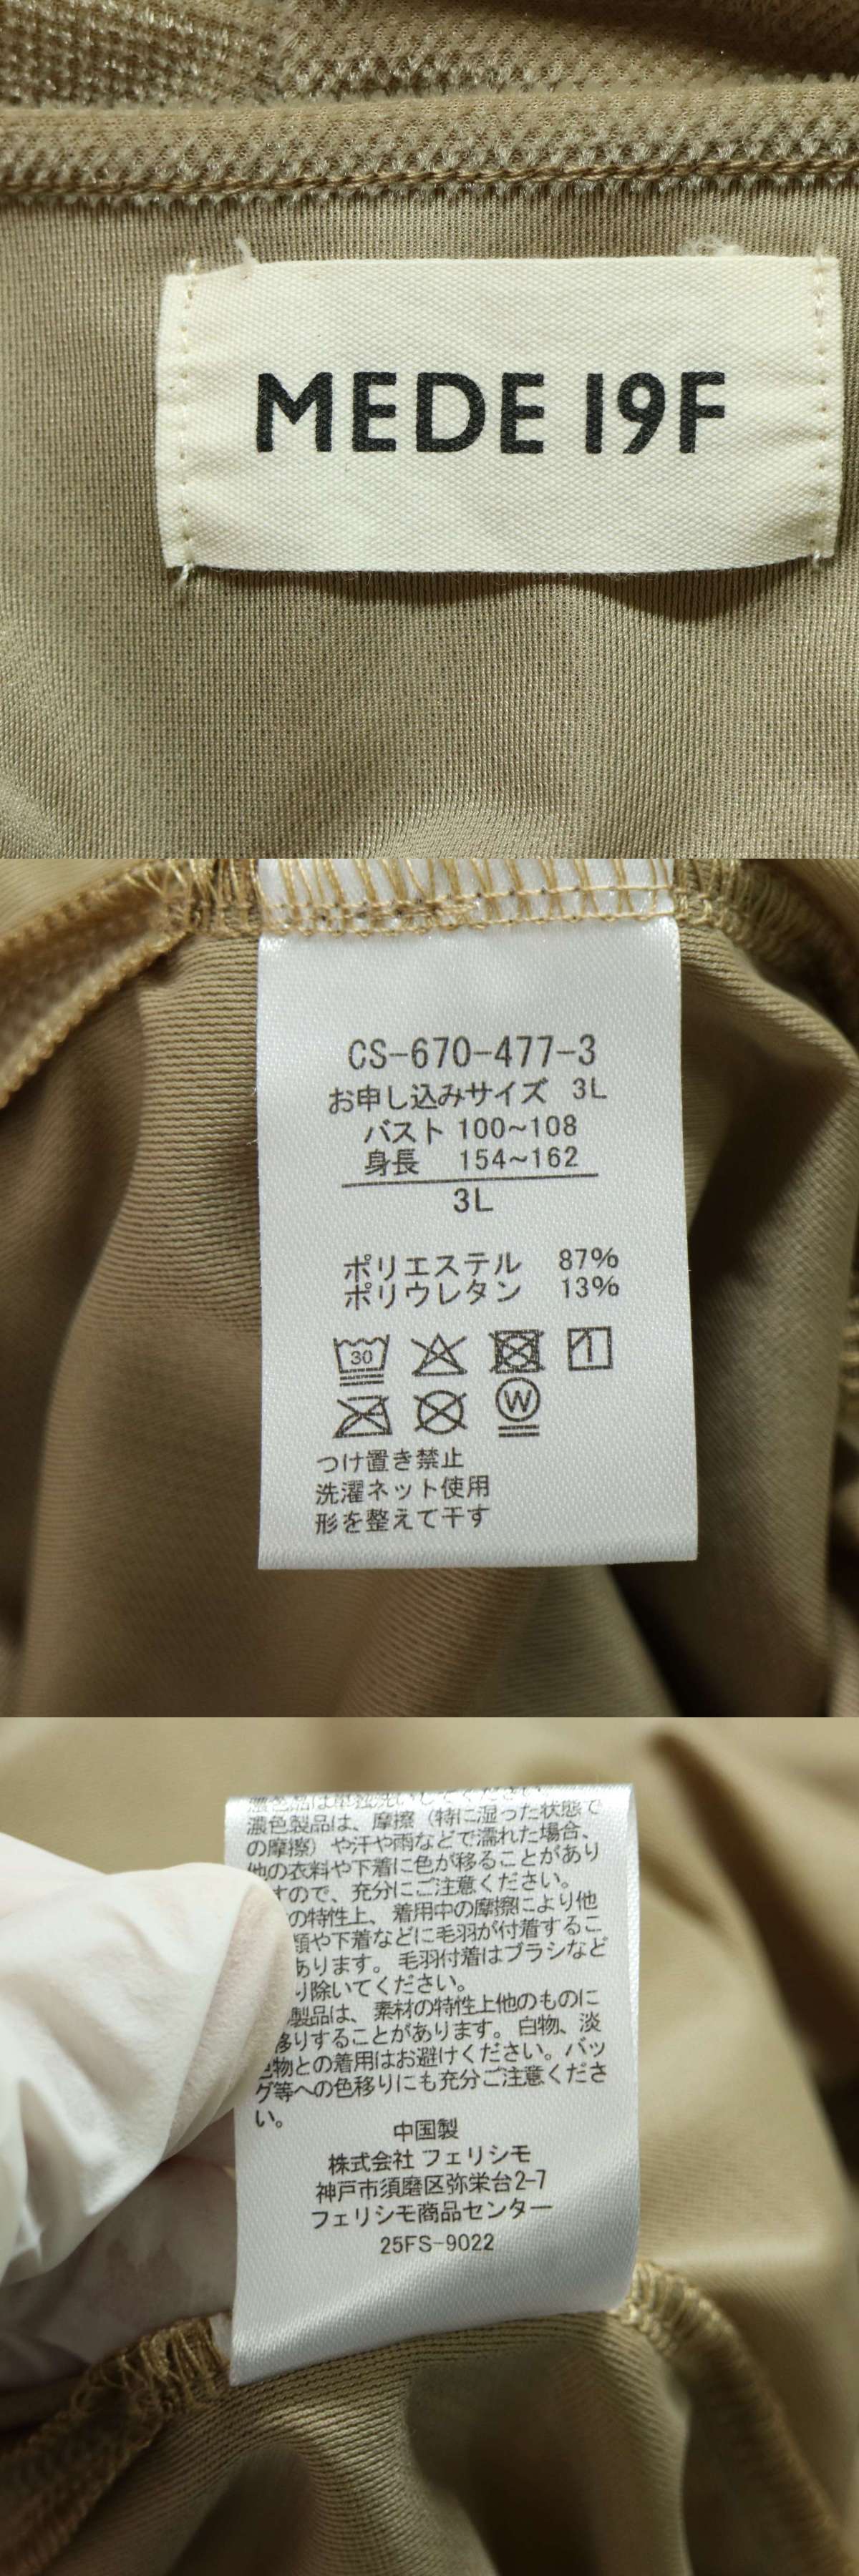 MEDE 19F
CS-670-477-3
お申し込みサイズ 3L
バスト 100~108
身長 154~162
3L
ポリエステル 87%
ポリウレタン 13%
30
W
つけ置き禁止
洗濯ネット使用
形を整えて干す
濃色製品は、摩擦（特に湿った状態で
の摩擦）や汗や雨などで濡れた場合、
他の衣料や下着に色が移ることがあり
すので、充分にご注意ください。
の特性上、着用中の摩擦により他
類や下着などに毛羽が付着するこ
あります。毛羽付着はブラシなど
り除いてください。
製品は、素材の特性上他のものに
移りすることがあります。白物、淡
色物との着用はお避けください。バッ
グ等への色移りにも充分ご注意くださ
い。
中国製
株式会社 フェリシモ
神戸市須磨区弥栄台2-7
フェリシモ商品センター
25FS-9022